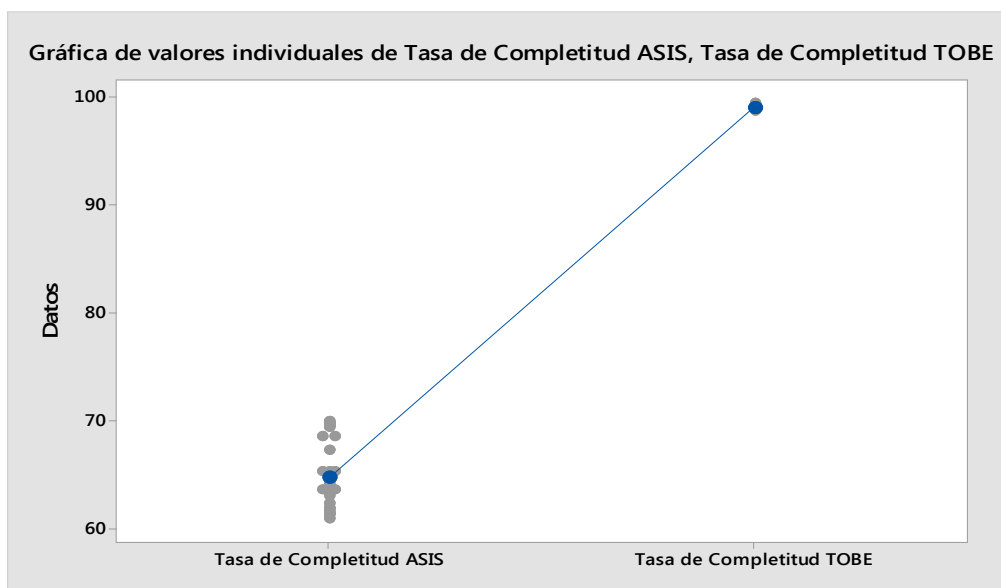 Gráfica de valores individuales de Tasa de Completitud ASIS, Tasa de Completitud TOBE
100
90
80
70
60
Datos
Tasa de Completitud ASIS
Tasa de Completitud TOBE